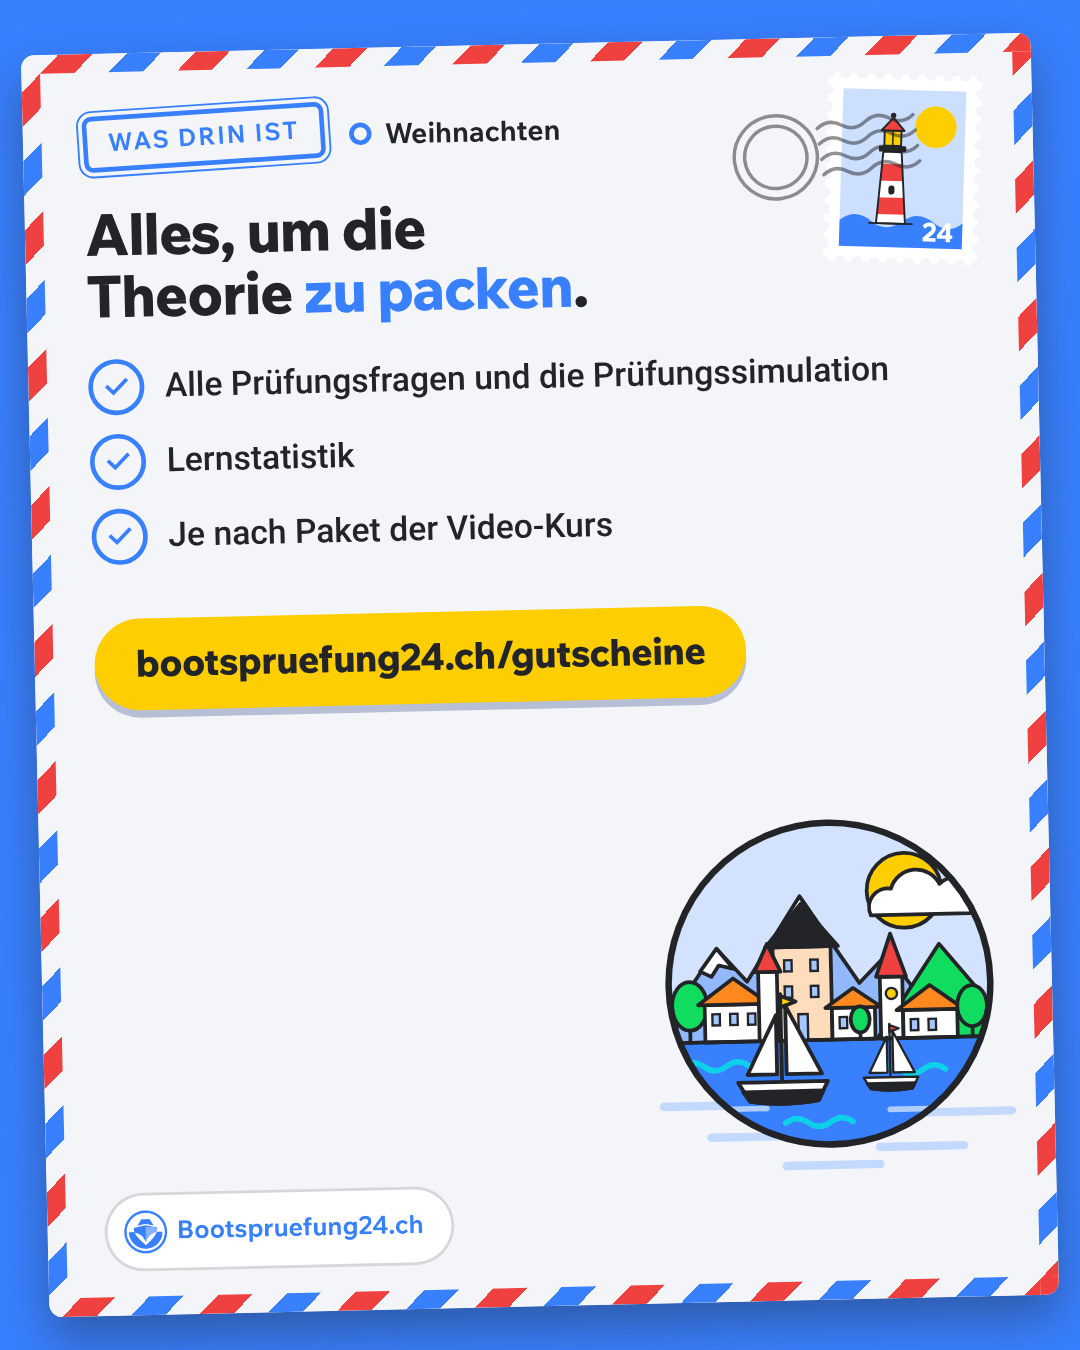 WAS DRIN IST
Weihnachten
24
Alles, um die
Theorie zu packen.
Alle Prüfungsfragen und die Prüfungssimulation
Lernstatistik
Je nach Paket der Video-Kurs
bootspruefung24.ch/gutscheine
Bootspruefung24.ch